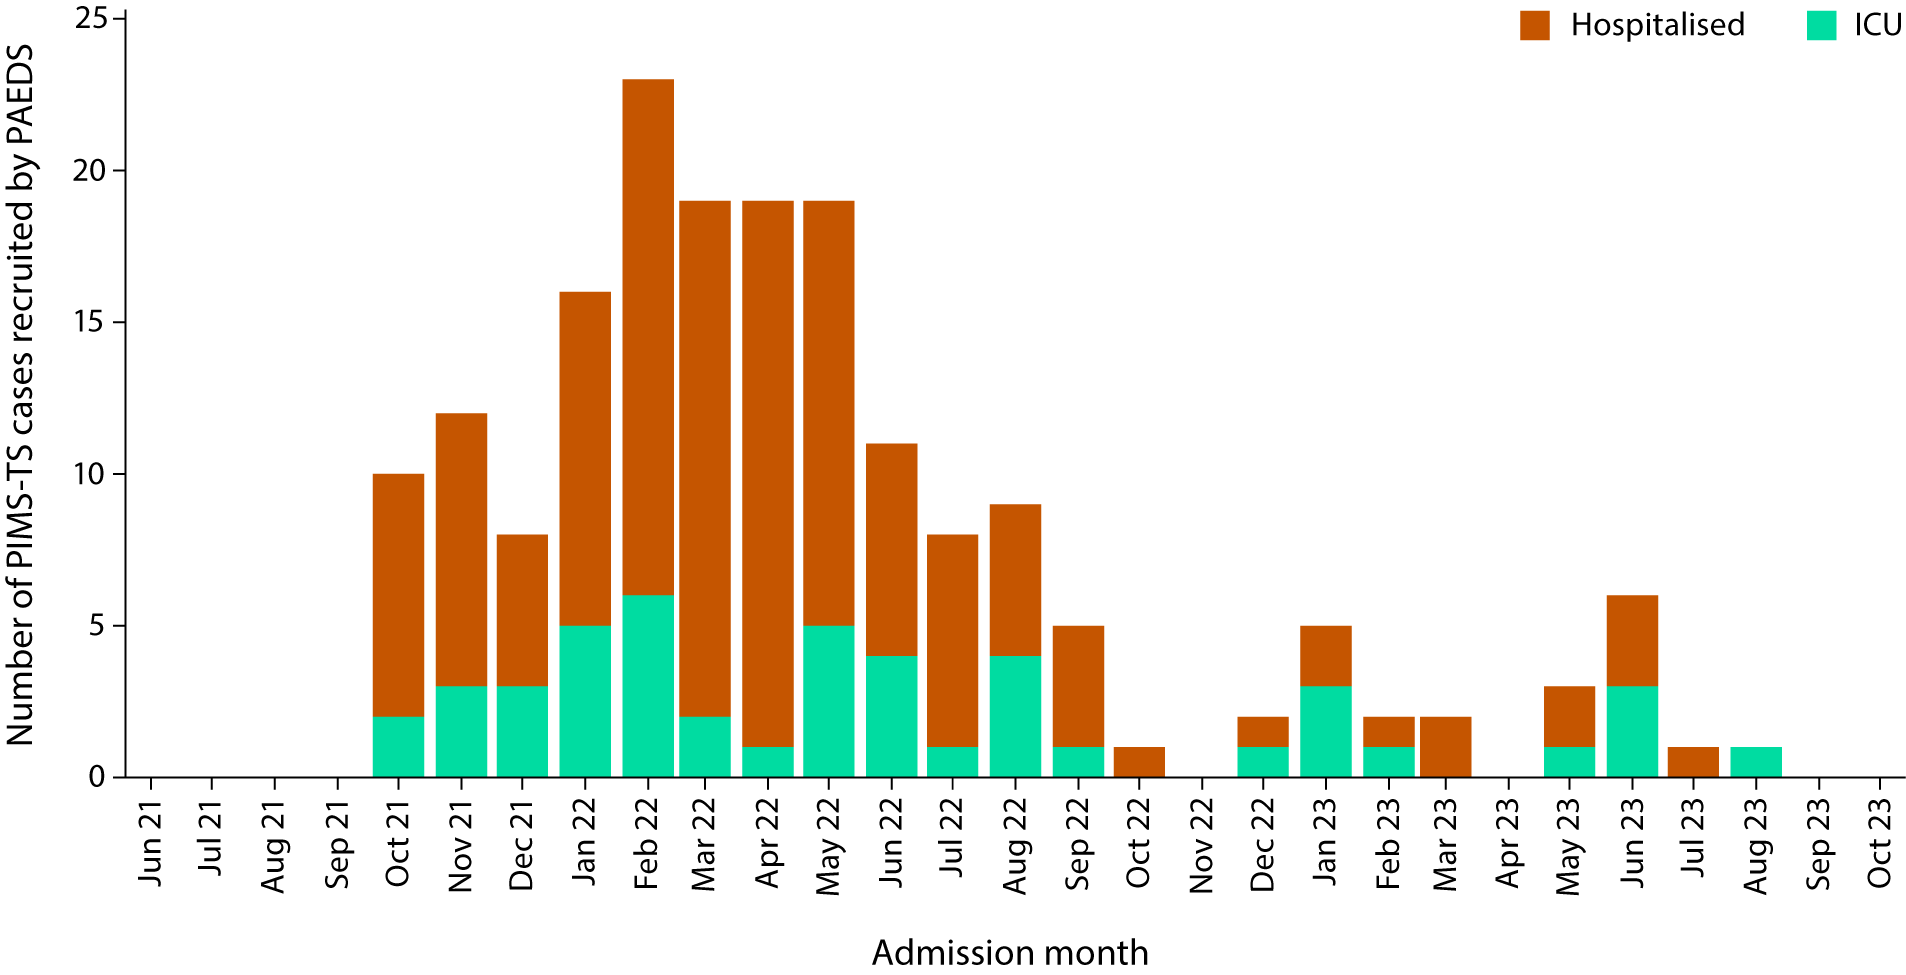 Number of PIMS-TS cases recruited by PAEDS
25
20
15
10
5
0
Hospitalised
ICU
Jun 21
Jul 21
Aug 21
Sep 21
Oct 21
Nov 21
Dec 21
Jan 22
Feb 22
Mar 22
Apr 22
May 22
Jun 22
Jul 22
Aug 22
Sep 22
Oct 22
Nov 22
Dec 22
Jan 23
Feb 23
Mar 23
Apr 23
May 23
Jun 23
Jul 23
Aug 23
Sep 23
Oct 23
Admission month